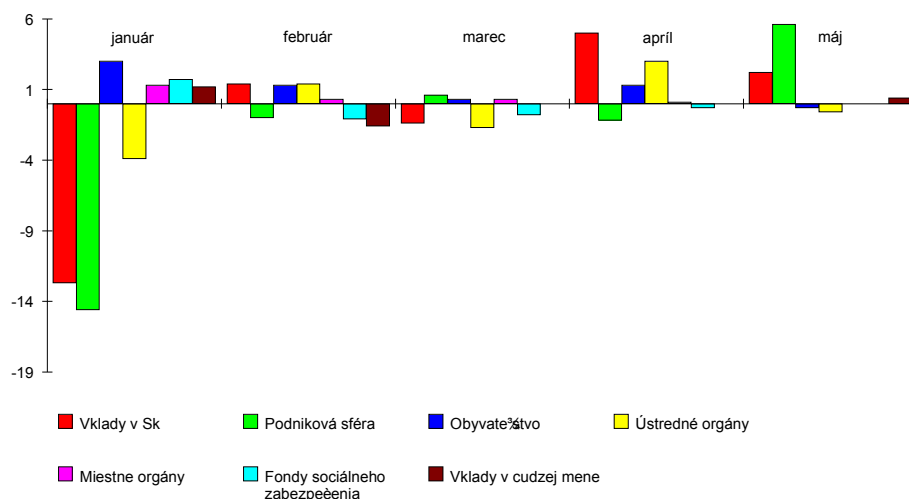 6
január február marec apríl máj
1
-4
-9
-14
-19
Vklady v Sk Podniková sféra Obyvate¾stvo Ústredné orgány
Miestne orgány Fondy sociálneho Vklady v cudzej mene
zabezpeèenia